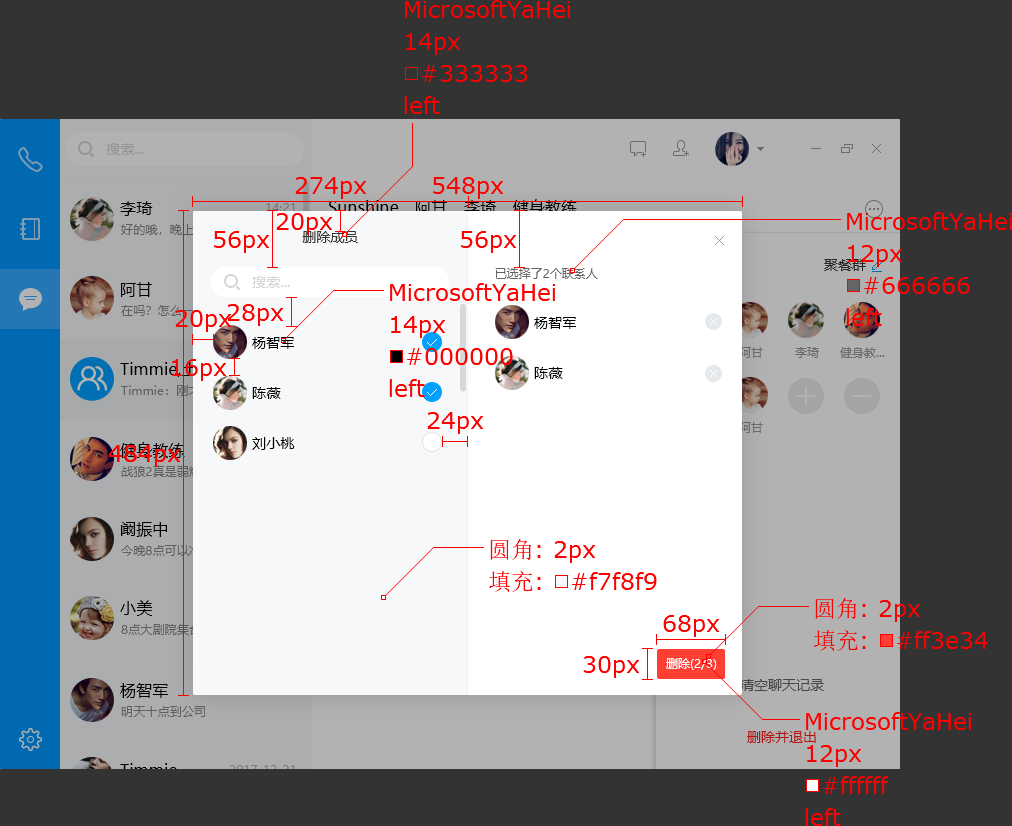 MicrosoftYaHei
14px
#333333
left
搜索...
274px
548px
李琦
14:21
好的哦，晚上
Sunshine 阿甘 李琦 健身教练
20px
56px
删除成员
56px
MicrosoftYaHei
12px
#666666
left
已选择了2个联系人
聚餐群
搜索...
阿甘
在吗？怎么
28px
20px
MicrosoftYaHei
14px
#000000
left
杨智军
杨智军
阿甘
李琦
健身教...
16px
Timmie,
Timmie：刚才
陈薇
陈薇
24px
阿甘
健身教练
战狼2真是弱爆
484px
刘小桃
阚振中
今晚8点可以准
圆角：2px
填充：#f7f8f9
小美
8点大剧院集合
圆角：2px
填充：#ff3e34
68px
30px
删除(2/3)
杨智军
明天十点到公司
清空聊天记录
删除并退出
MicrosoftYaHei
12px
#ffffff
left
Timmie
2017-12-21